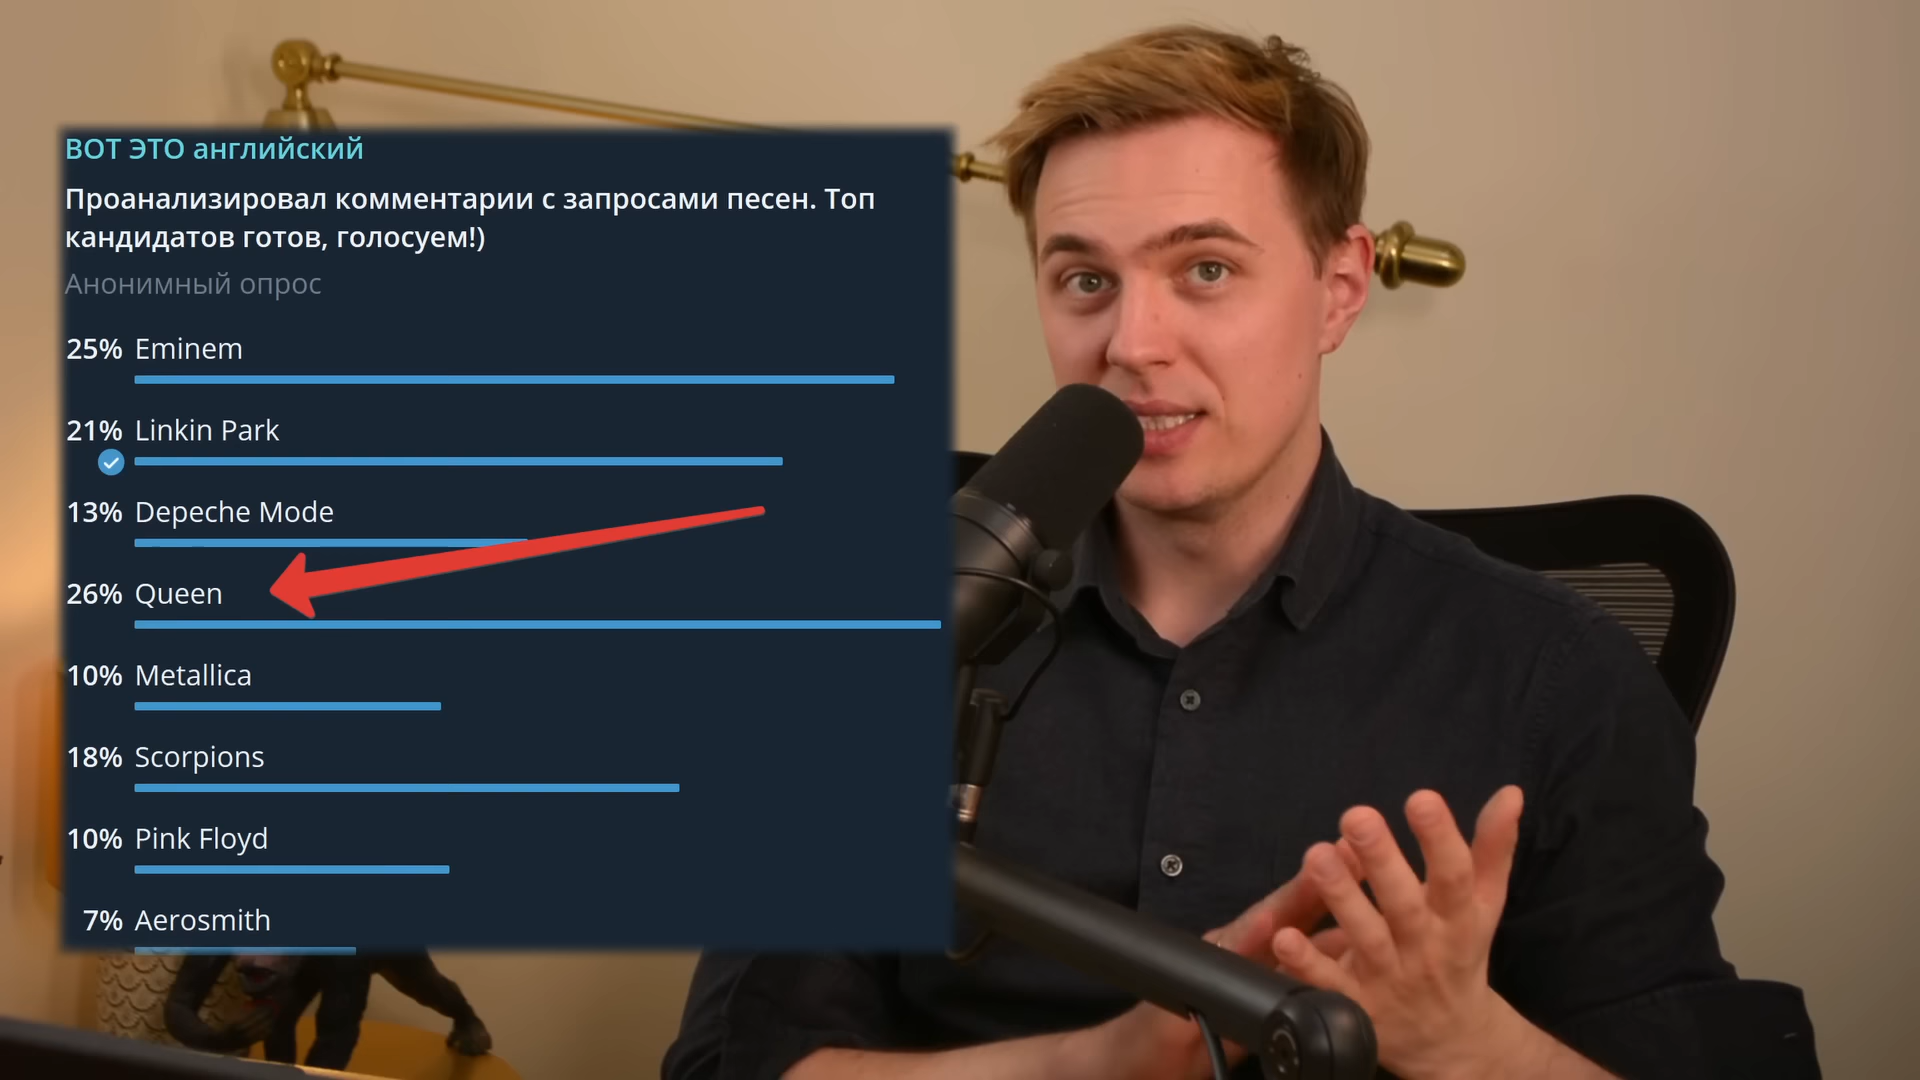 ВОТ ЭТО английский
Проанализировал комментарии с запросами песен. Топ
кандидатов готов, голосуем!)
Анонимный опрос
25% Eminem
21% Linkin Park
13% Depeche Mode
26% Queen
10% Metallica
18% Scorpions
10% Pink Floyd
7% Aerosmith